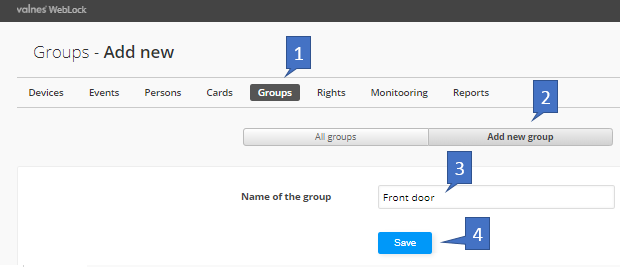 valnes® WebLock
Groups - Add new
1
Devices Events Persons Cards Groups Rights Monitooring Reports
2
All groups Add new group
3
Name of the group Front door
Save 4